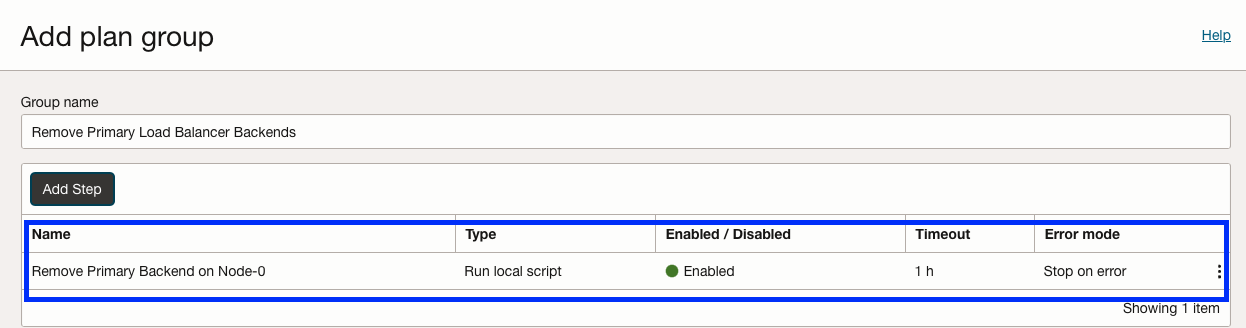 Add plan group
Help
Group name
Remove Primary Load Balancer Backends
Add Step
Name Type Enabled / Disabled Timeout Error mode
Remove Primary Backend on Node-0 Run local script Enabled 1 h Stop on error
Showing 1 item